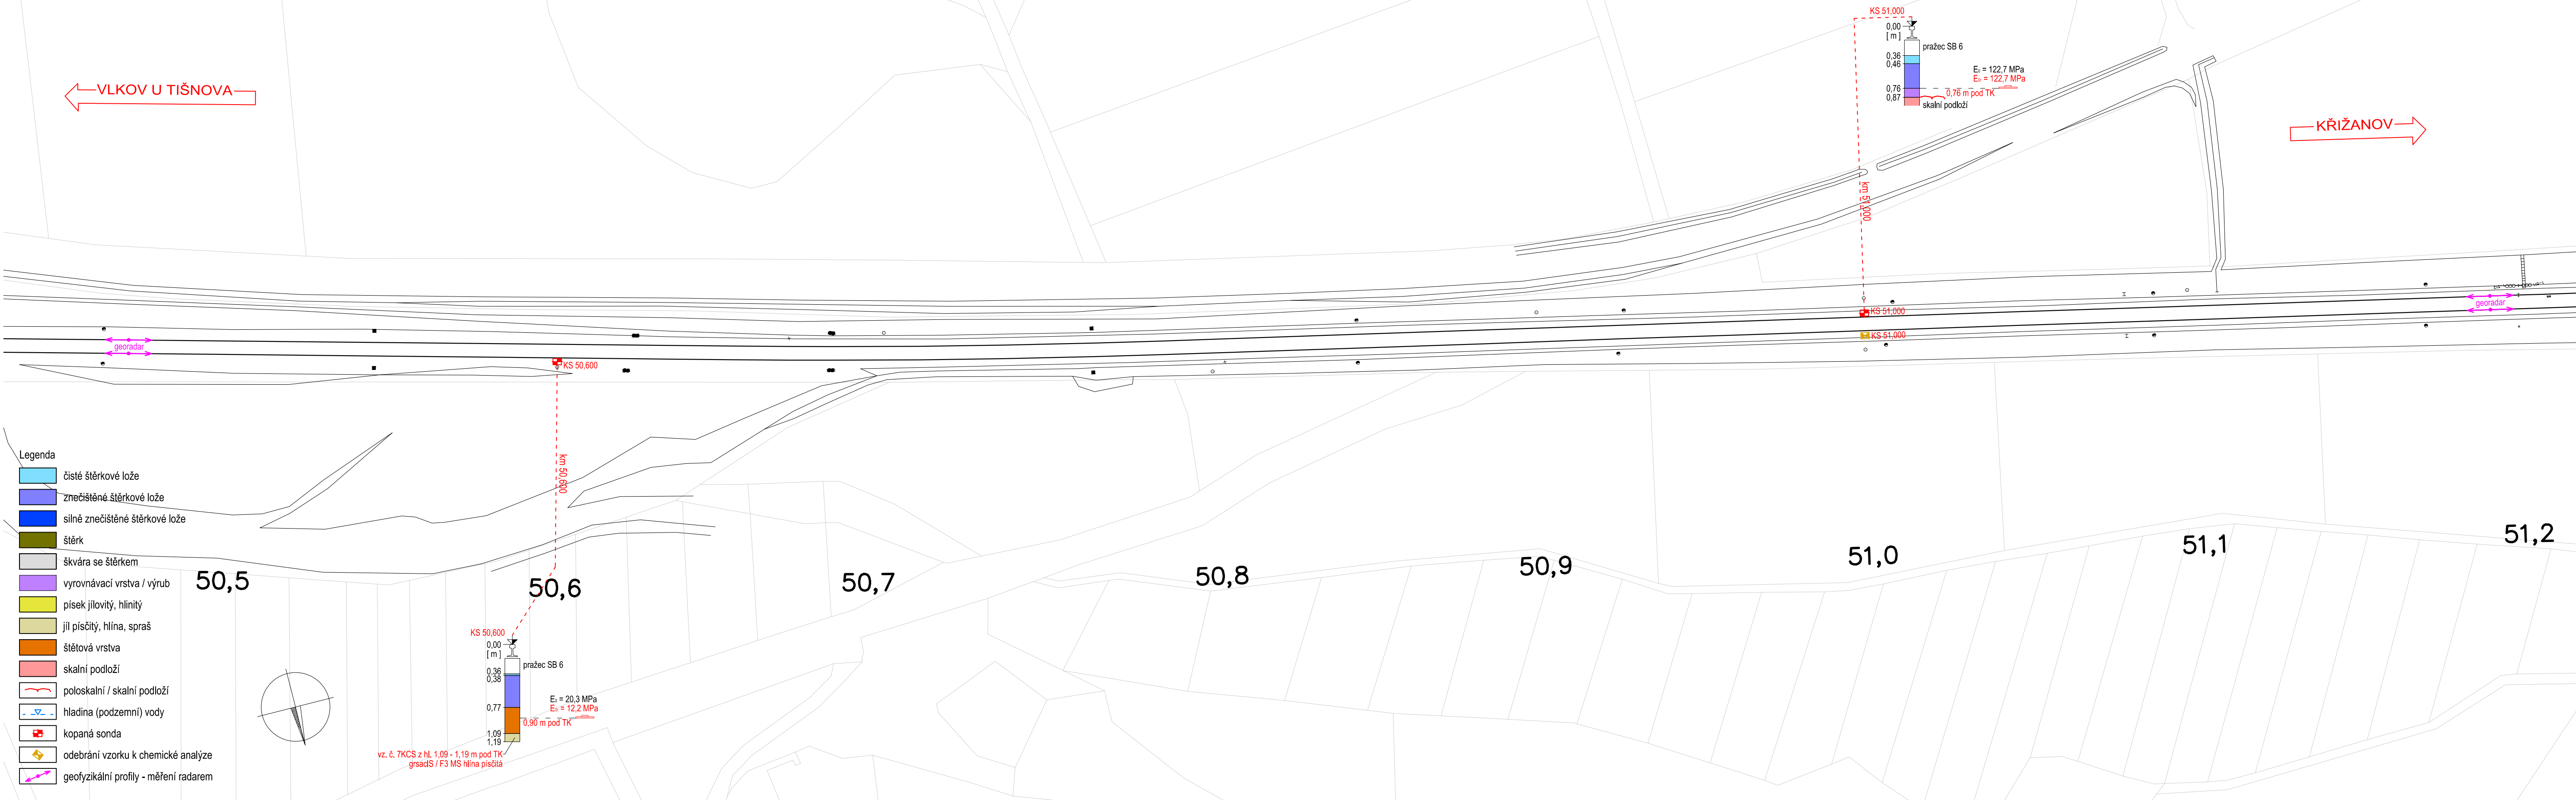 VLKOV U TIŠNOVA
KS 51,000
0,00
[ m ]
pražec SB 6
0,36
0,46
0,76
0,87
E₀ = 122,7 MPa
= 122,7 MPa
0,76 m pod TK
skalní podloží
KŘIŽANOV
km 51,000
georadar
KS 51,000
KS 51,000
georadar
KS 50,600
km 50,600
Legenda
čisté štěrkové lože
znečištěné štěrkové lože
silně znečištěné štěrkové lože
štěrk
škvára se štěrkem
vyrovnávací vrstva / výrub
písek jílovitý, hlinitý
jíl písčitý, hlína, spraš
štětová vrstva
skalní podloží
poloskalní / skalní podloží
hladina (podzemní) vody
kopaná sonda
odebrání vzorku k chemické analýze
geofyzikální profily - měření radarem
50,5
50,6
50,7
50,8
50,9
51,0
51,1
51,2
KS 50,600
0,00
[ m ]
pražec SB 6
0,36
0,38
0,77
1,09
1,19
E₀ = 20,3 MPa
= 12,2 MPa
0,90 m pod TK
vz. č. 7KCS z hl. 1,09 - 1,19 m pod TK
grsadS / F3 MS hlína písčitá